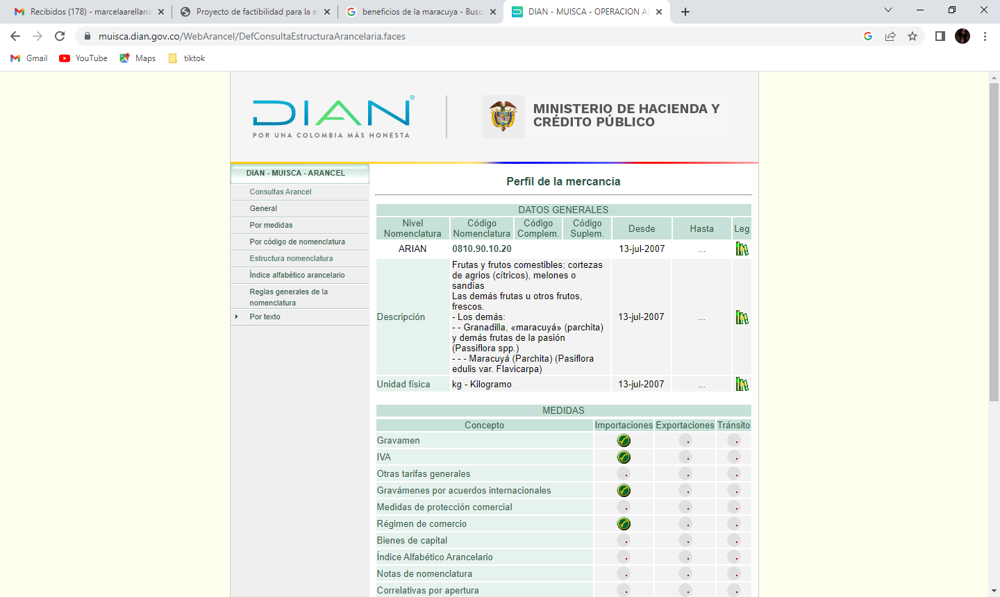 Recibidos (178) - marcelaarellano
Proyecto de factibilidad para la e
beneficios de la maracuya - Busc
DIAN - MUISCA - OPERACION AD
muisca.dian.gov.co/WebArancel/DefConsultaEstructuraArancelaria.faces
Gmail
YouTube
Maps
tiktok
DIAN®
POR UNA COLOMBIA MÁS HONESTA
MINISTERIO DE HACIENDA Y
CRÉDITO PÚBLICO
DIAN - MUISCA - ARANCEL
Consultas Arancel
General
Por medidas
Por código de nomenclatura
Estructura nomenclatura
Índice alfabético arancelario
Reglas generales de la
nomenclatura
Por texto
Perfil de la mercancía
DATOS GENERALES
Nivel Nomenclatura Código Nomenclatura Código Complem. Código Suplem. Desde Hasta Leg
ARIAN 0810.90.10.20 13-jul-2007 ...
Descripción
Frutas y frutos comestibles; cortezas
de agrios (cítricos), melones o
sandías
Las demás frutas u otros frutos,
frescos.
- Los demás:
- - Granadilla, «maracuyá» (parchita)
y demás frutas de la pasión
(Passiflora spp.)
- - - Maracuyá (Parchita) (Pasiflora
edulis var. Flavicarpa)
13-jul-2007 ...
Unidad física kg - Kilogramo 13-jul-2007 ...
MEDIDAS
Concepto Importaciones Exportaciones Tránsito
Gravamen
IVA
Otras tarifas generales
Gravámenes por acuerdos internacionales
Medidas de protección comercial
Régimen de comercio
Bienes de capital
Índice Alfabético Arancelario
Notas de nomenclatura
Correlativas por apertura